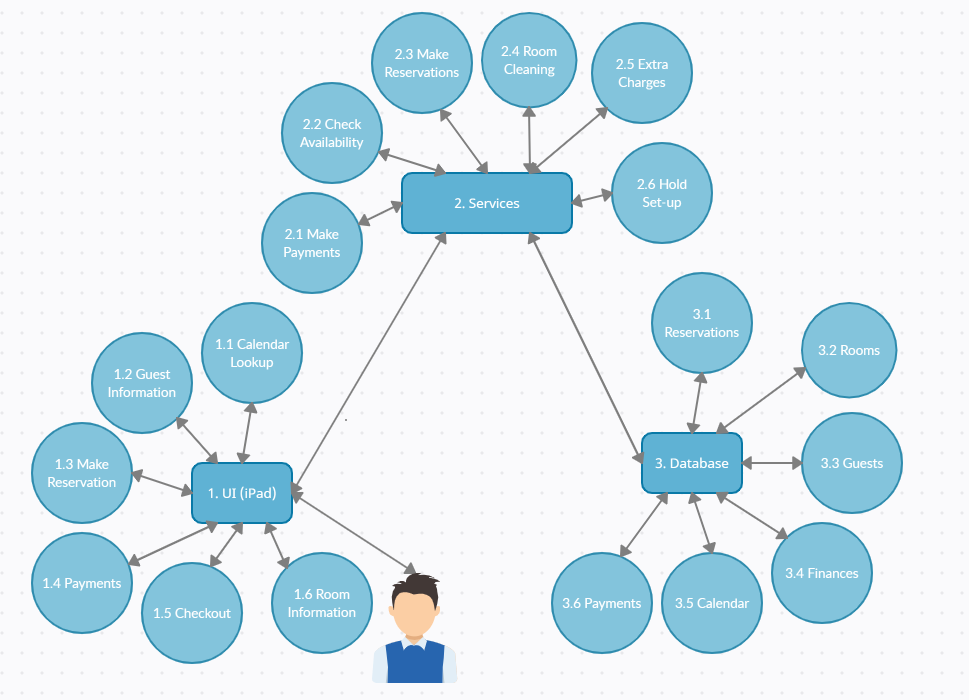 2.3 Make
Reservations
2.4 Room
Cleaning
2.5 Extra
Charges
2.2 Check
Availability
2.6 Hold
Set-up
2. Services
2.1 Make
Payments
3.1
Reservations
3.2 Rooms
1.1 Calendar
Lookup
1.2 Guest
Information
1.3 Make
Reservation
3. Database
3.3 Guests
1. UI (iPad)
1.4 Payments
1.5 Checkout
1.6 Room
Information
3.4 Finances
3.6 Payments
3.5 Calendar